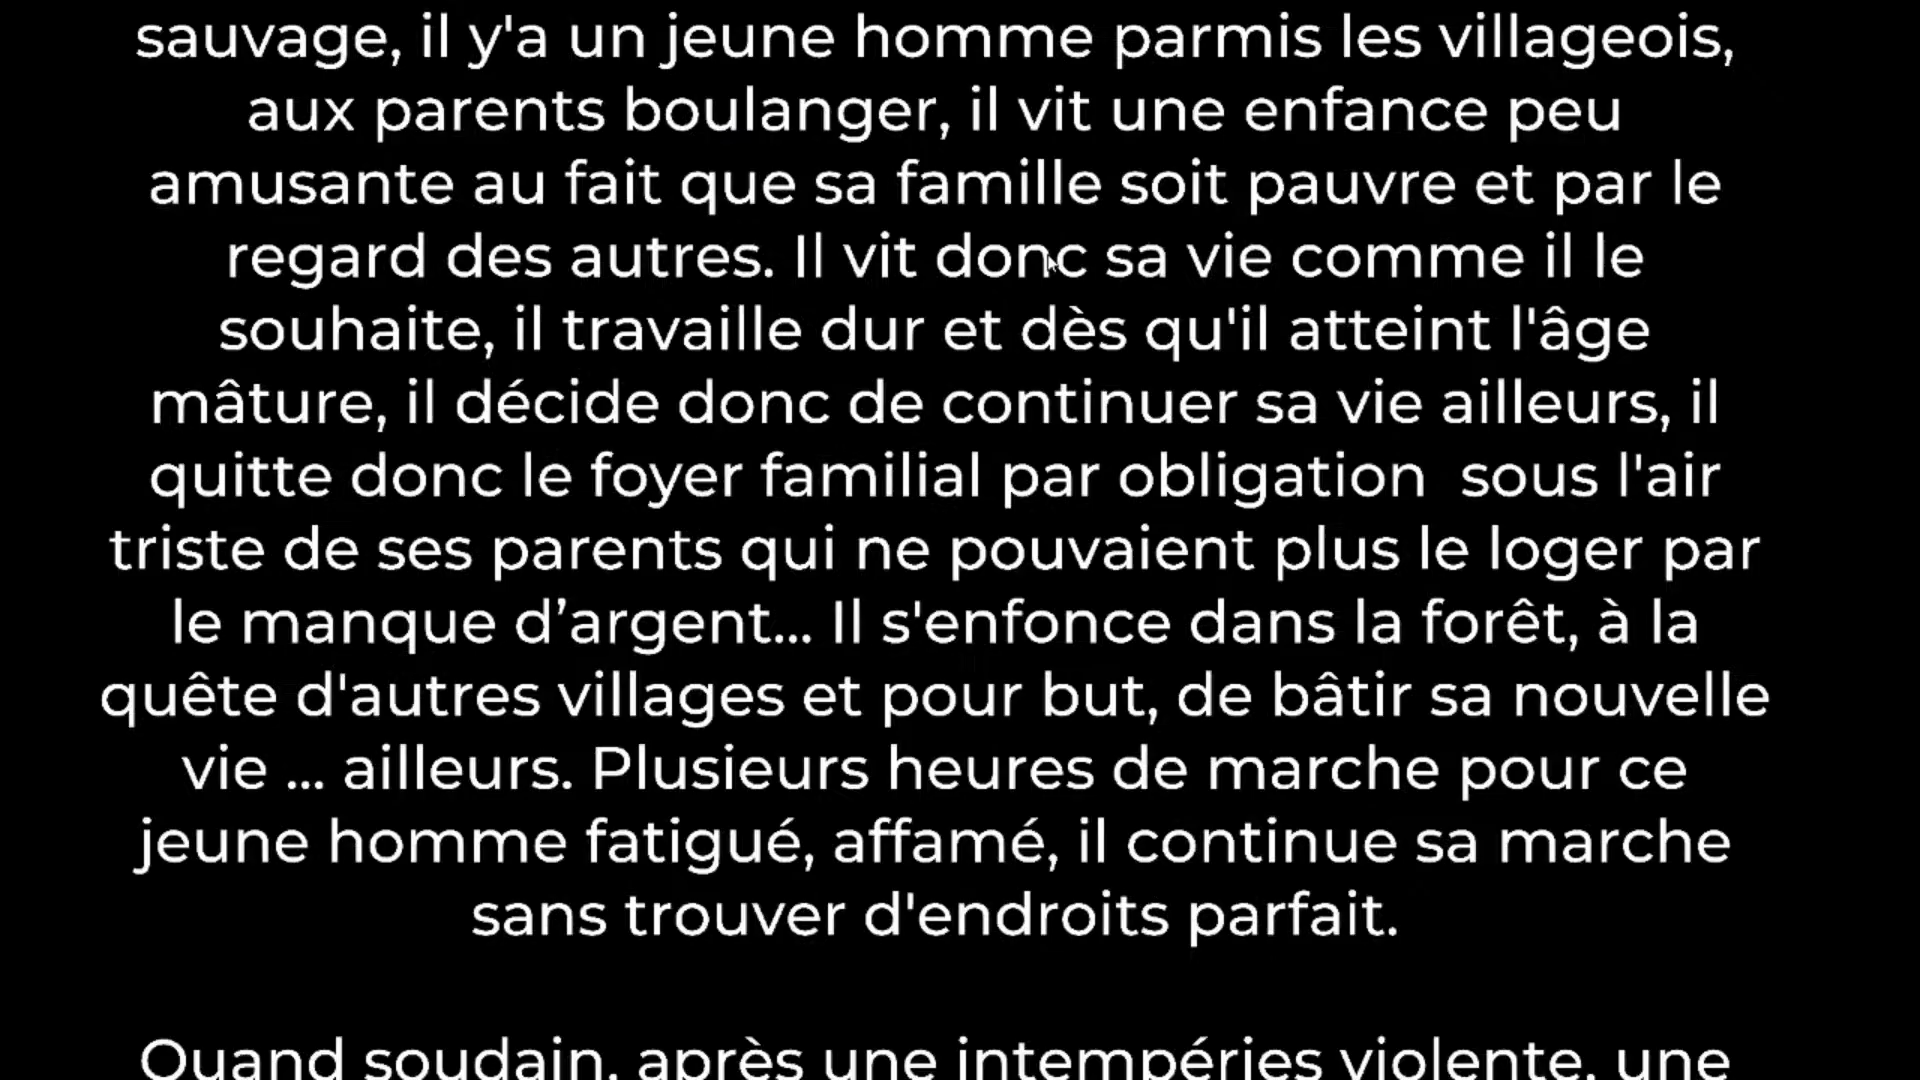 sauvage, il y'a un jeune homme parmis les villageois,
aux parents boulanger, il vit une enfance peu
amusante au fait que sa famille soit pauvre et par le
regard des autres. Il vit donc sa vie comme il le
souhaite, il travaille dur et dès qu'il atteint l'âge
mâture, il décide donc de continuer sa vie ailleurs, il
quitte donc le foyer familial par obligation  sous l'air
triste de ses parents qui ne pouvaient plus le loger par
le manque d’argent... Il s'enfonce dans la forêt, à la
quête d'autres villages et pour but, de bâtir sa nouvelle
vie ... ailleurs. Plusieurs heures de marche pour ce
jeune homme fatigué, affamé, il continue sa marche
sans trouver d'endroits parfait.
Quand soudain, après une intempéries violente, une